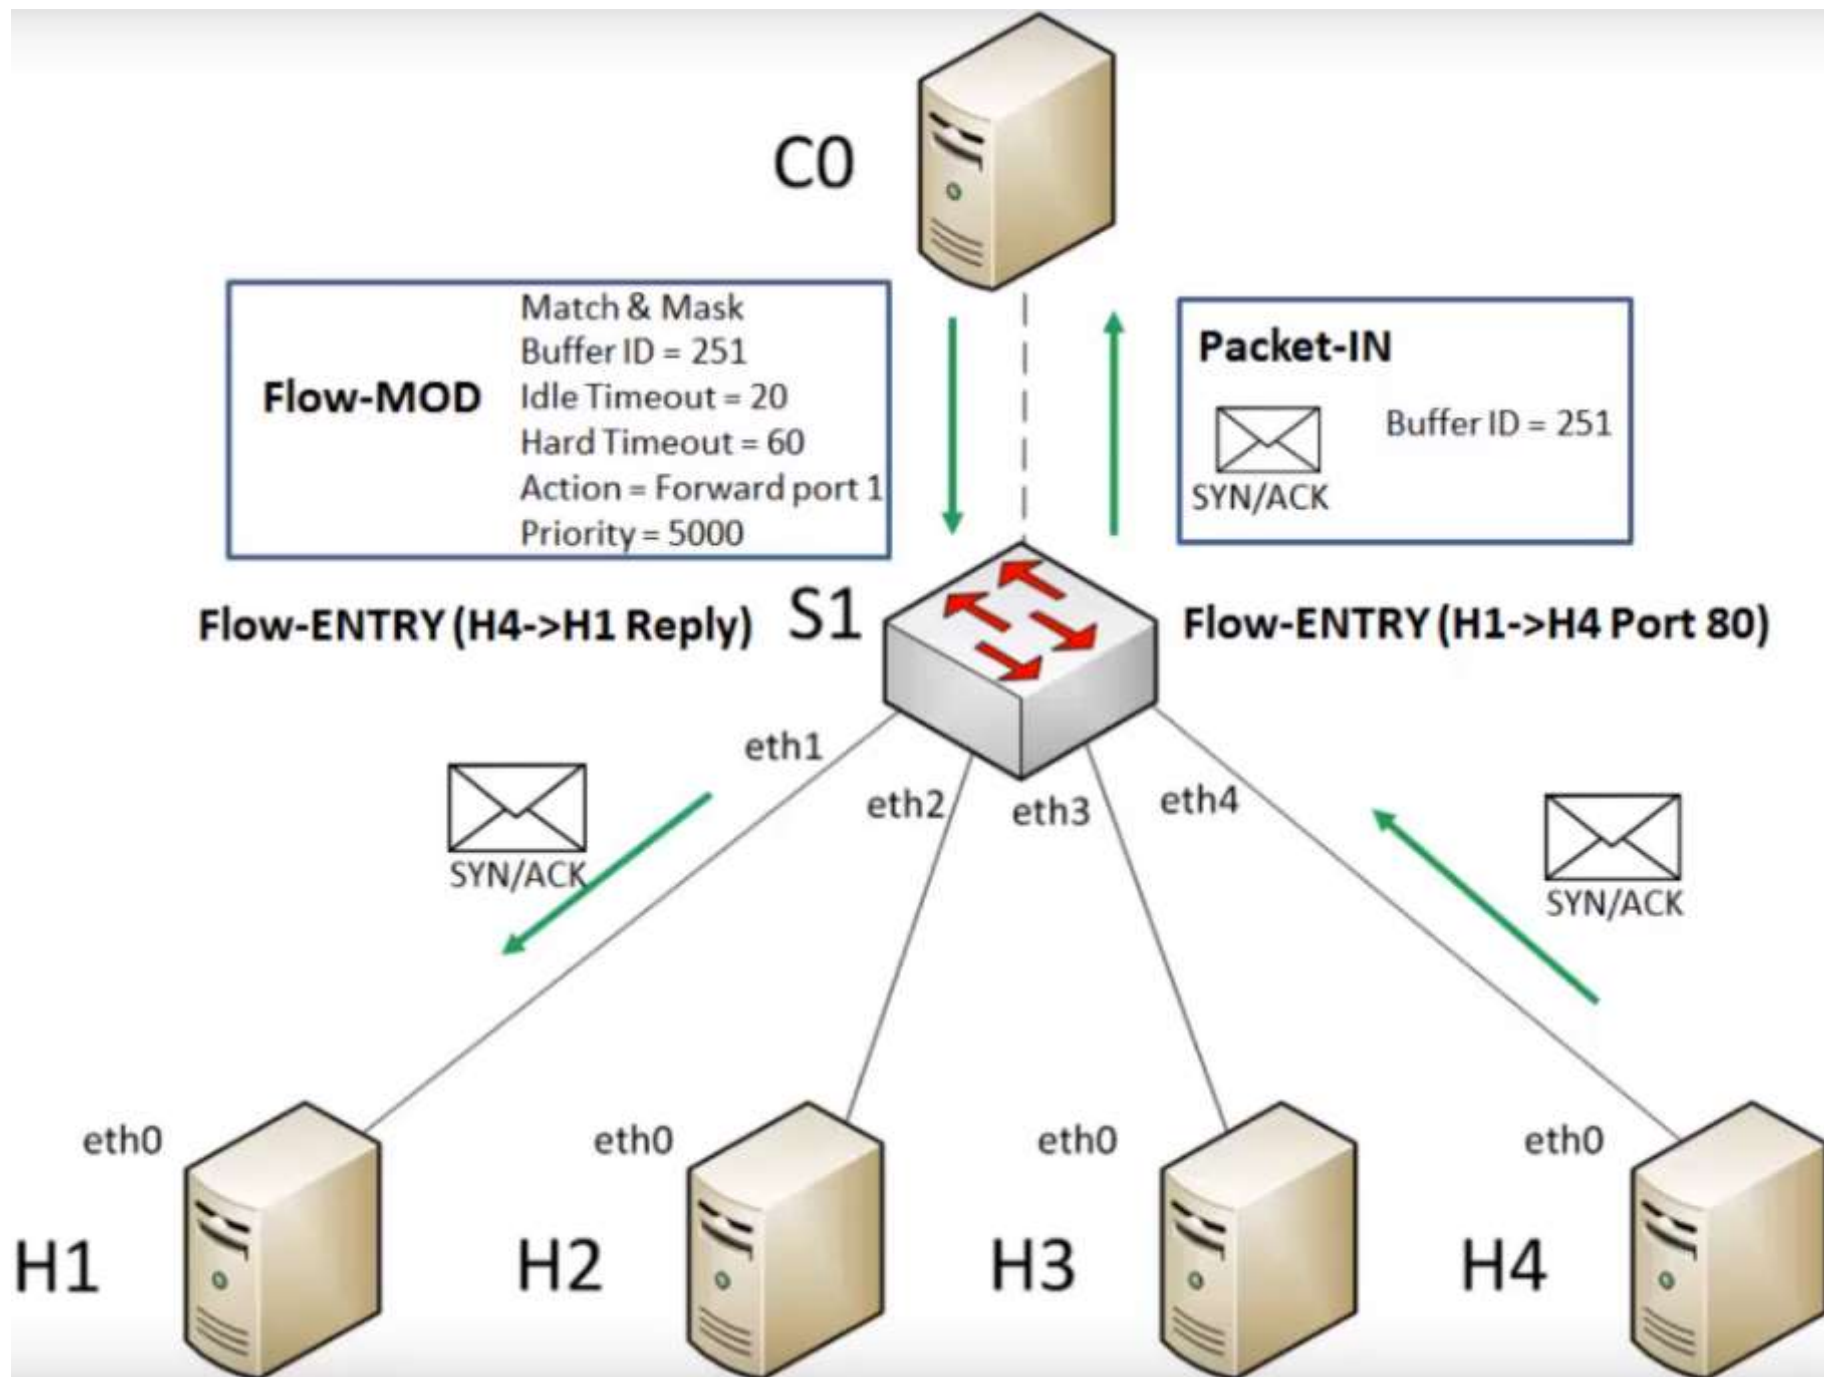 C0
Flow-MOD
Match & Mask
Buffer ID = 251
Idle Timeout = 20
Hard Timeout = 60
Action = Forward port 1
Priority = 5000
Packet-IN
Buffer ID = 251
SYN/ACK
Flow-ENTRY (H4->H1 Reply)
S1
Flow-ENTRY (H1->H4 Port 80)
eth1
eth2
eth3
eth4
SYN/ACK
SYN/ACK
eth0
eth0
eth0
eth0
H1
H2
H3
H4